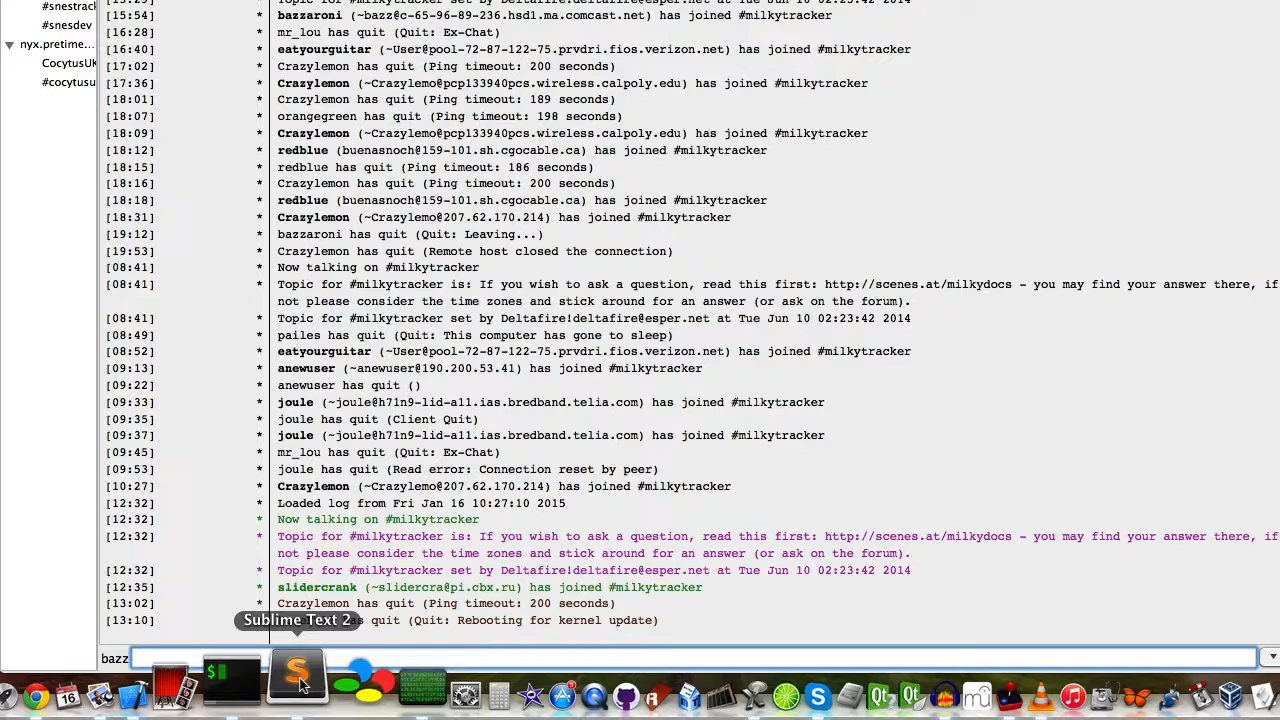 #snestrack
#snesdev
nyx.pretime...
CocytusUK
#cocytusu
[15:54] * bazzaroni (~bazz@c-65-96-89-236.hsd1.ma.comcast.net) has joined #milkytracker
[16:28] * mr_lou has quit (Quit: Ex-Chat)
[16:40] * eatyourguitar (~User@pool-72-87-122-75.prvdri.fios.verizon.net) has joined #milkytracker
[17:02] * Crazylemon has quit (Ping timeout: 200 seconds)
[17:36] * Crazylemon (~Crazylemo@pcp133940pcs.wireless.calpoly.edu) has joined #milkytracker
[18:01] * Crazylemon has quit (Ping timeout: 189 seconds)
[18:07] * orangegreen has quit (Ping timeout: 198 seconds)
[18:09] * Crazylemon (~Crazylemo@pcp133940pcs.wireless.calpoly.edu) has joined #milkytracker
[18:12] * redblue (buenasnoch@159-101.sh.cgocable.ca) has joined #milkytracker
[18:15] * redblue has quit (Ping timeout: 186 seconds)
[18:16] * Crazylemon has quit (Ping timeout: 200 seconds)
[18:18] * redblue (buenasnoch@159-101.sh.cgocable.ca) has joined #milkytracker
[18:31] * Crazylemon (~Crazylemo@207.62.170.214) has joined #milkytracker
[19:12] * bazzaroni has quit (Quit: Leaving...)
[19:53] * Crazylemon has quit (Remote host closed the connection)
[08:41] * Now talking on #milkytracker
[08:41] * Topic for #milkytracker is: If you wish to ask a question, read this first: http://scenes.at/milkydocs - you may find your answer there, if
not please consider the time zones and stick around for an answer (or ask on the forum).
[08:41] * Topic for #milkytracker set by Deltafire!deltafire@esper.net at Tue Jun 10 02:23:42 2014
[08:49] * pailes has quit (Quit: This computer has gone to sleep)
[08:52] * eatyourguitar (~User@pool-72-87-122-75.prvdri.fios.verizon.net) has joined #milkytracker
[09:13] * anewuser (~anewuser@190.200.53.41) has joined #milkytracker
[09:22] * anewuser has quit ()
[09:33] * joule (~joule@h71n9-lid-a11.ias.bredband.telia.com) has joined #milkytracker
[09:35] * joule has quit (Client Quit)
[09:37] * joule (~joule@h71n9-lid-a11.ias.bredband.telia.com) has joined #milkytracker
[09:45] * mr_lou has quit (Quit: Ex-Chat)
[09:53] * joule has quit (Read error: Connection reset by peer)
[10:27] * Crazylemon (~Crazylemo@207.62.170.214) has joined #milkytracker
[12:32] * Loaded log from Fri Jan 16 10:27:10 2015
[12:32] * Now talking on #milkytracker
[12:32] * Topic for #milkytracker is: If you wish to ask a question, read this first: http://scenes.at/milkydocs - you may find your answer there, if
not please consider the time zones and stick around for an answer (or ask on the forum).
[12:32] * Topic for #milkytracker set by Deltafire!deltafire@esper.net at Tue Jun 10 02:23:42 2014
[12:35] * slidercrank (~slidercra@pi.cbx.ru) has joined #milkytracker
[13:02] * Crazylemon has quit (Ping timeout: 200 seconds)
[13:10] as quit (Quit: Rebooting for kernel update)
Sublime Text 2
bazz